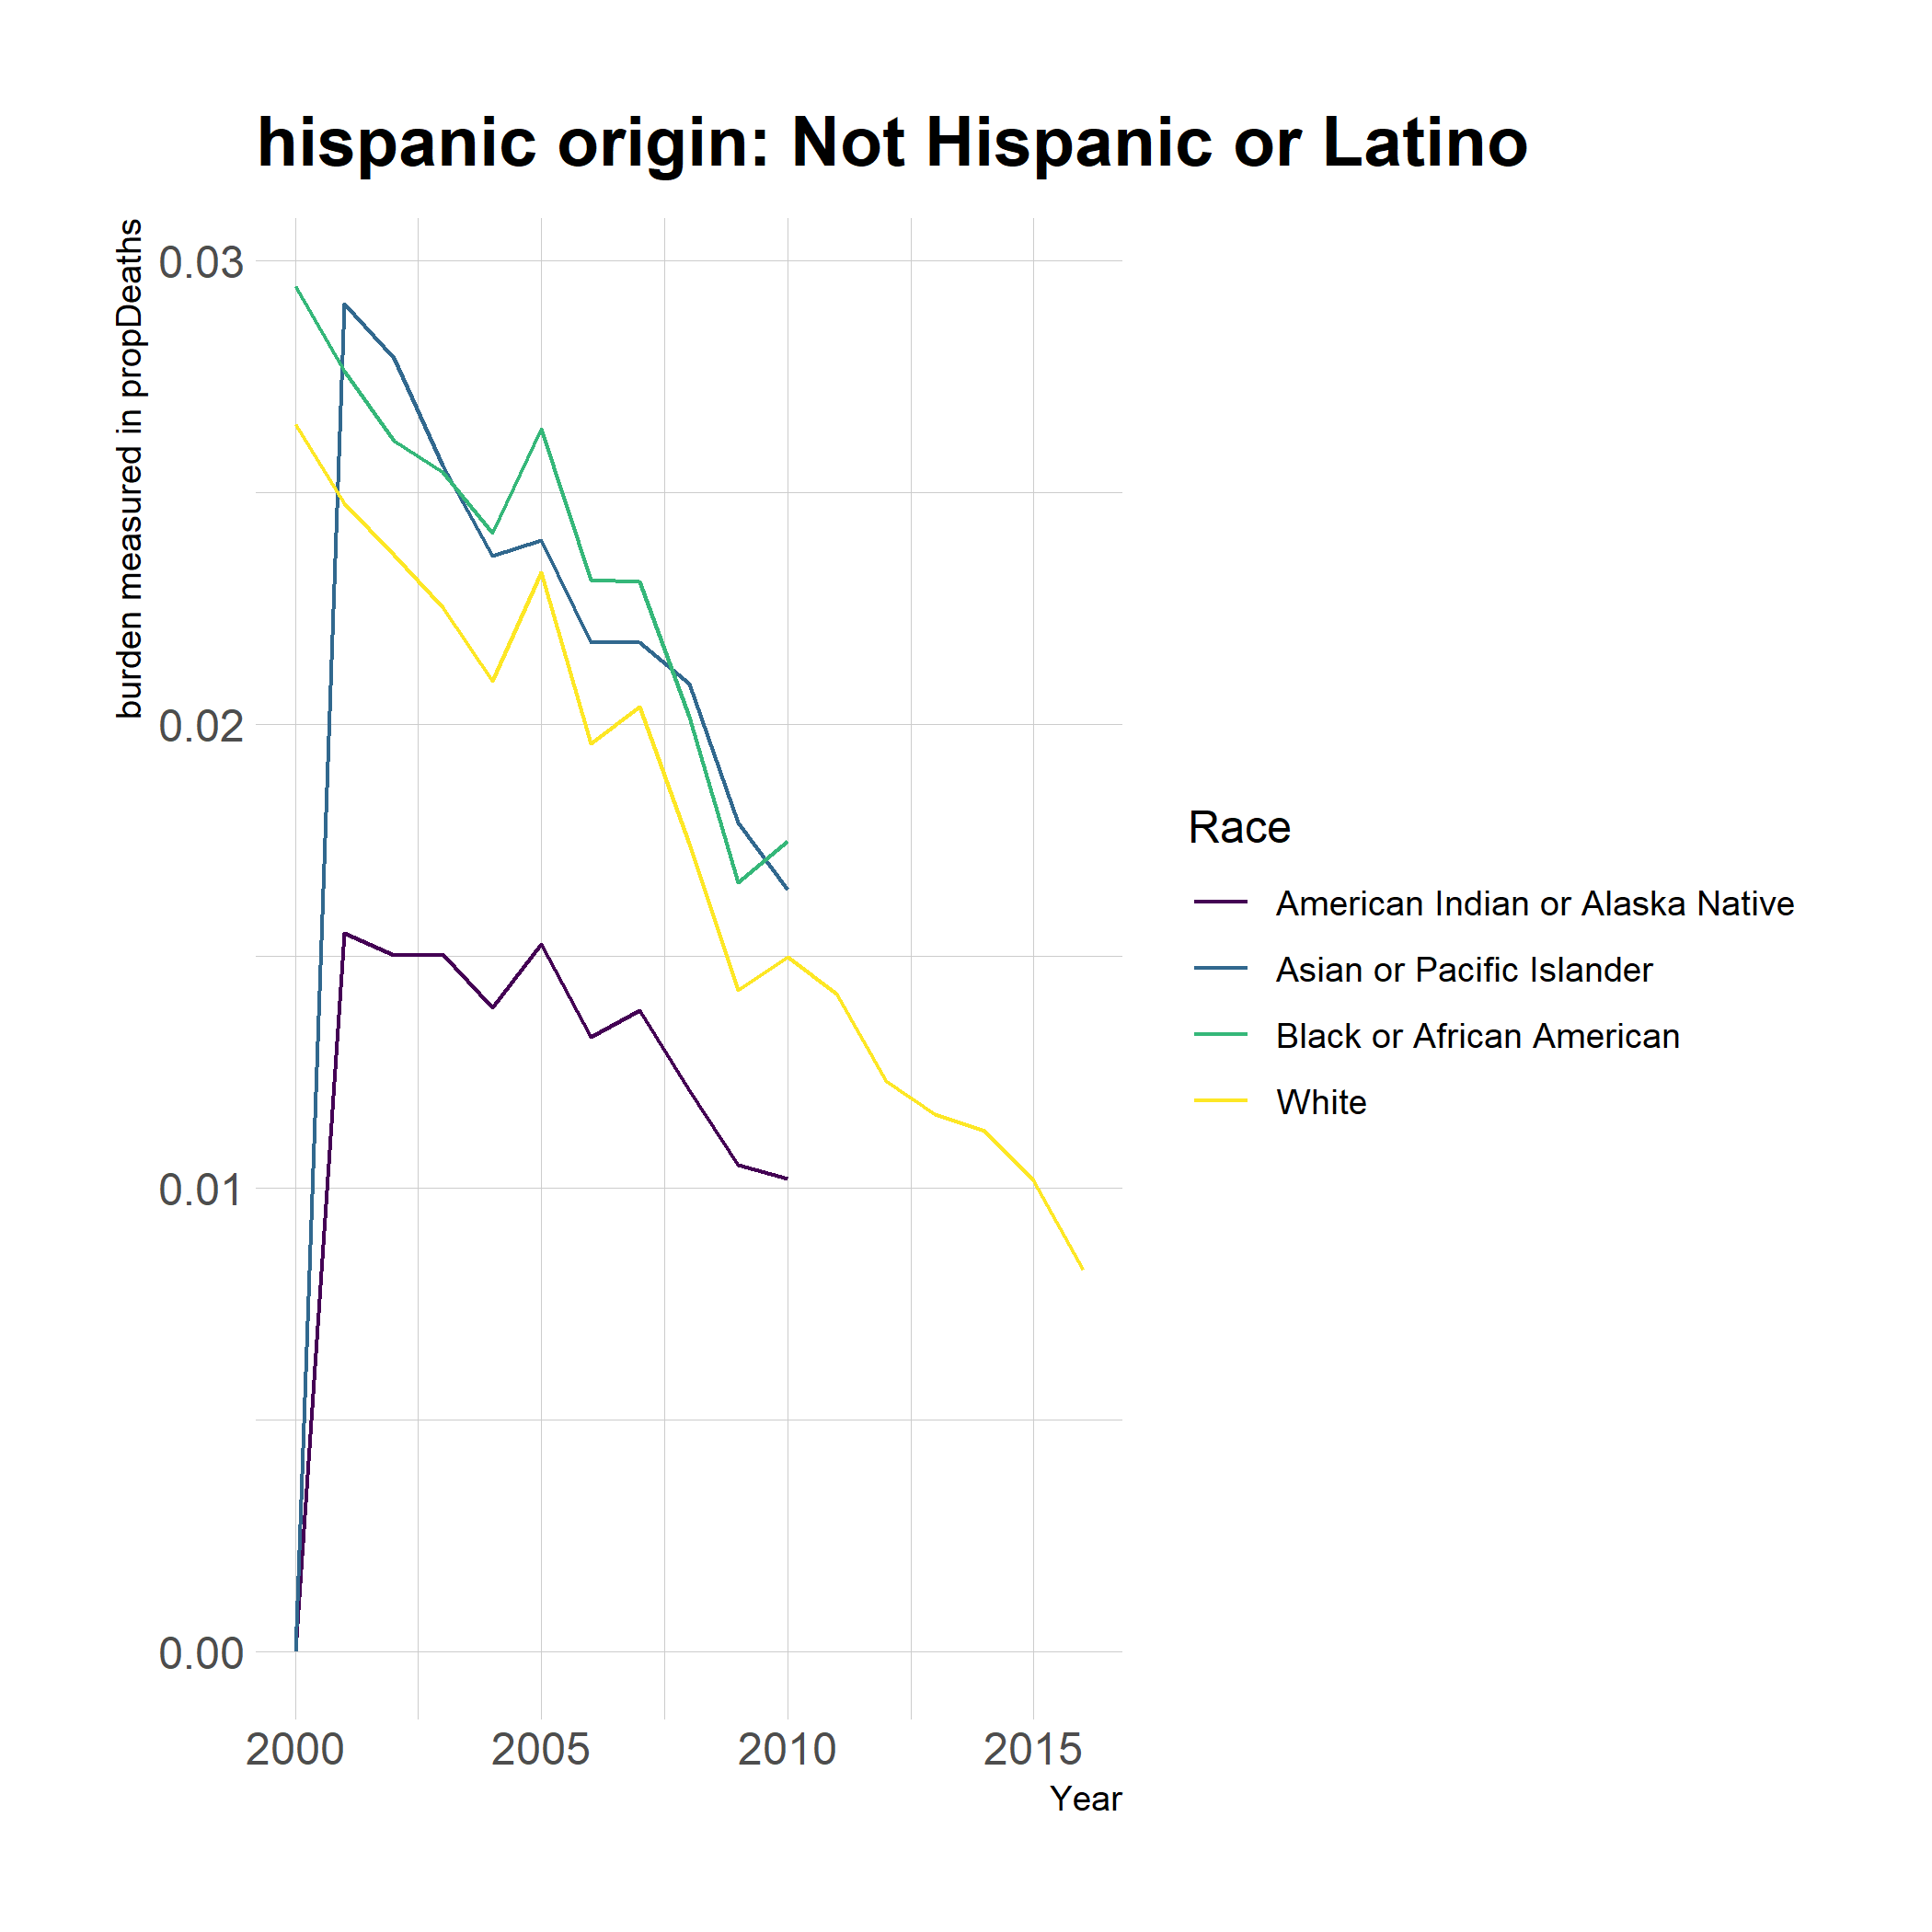 hispanic origin: Not Hispanic or Latino
burden measured in propDeaths
0.03
0.02
0.01
0.00
2000 2005 2010 2015
Year
Race
American Indian or Alaska Native
Asian or Pacific Islander
Black or African American
White